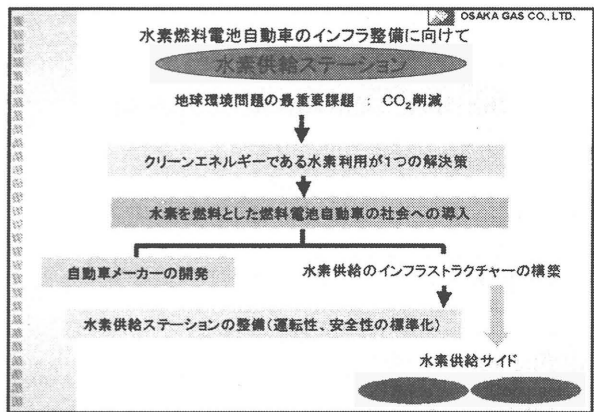 OSAKA GAS CO., LTD.
水素燃料電池自動車のインフラ整備に向けて
水素供給ステーション
地球環境問題の最重要課題 : CO₂削減
クリーンエネルギーである水素利用が1つの解決策
水素を燃料とした燃料電池自動車の社会への導入
自動車メーカーの開発
水素供給のインフラストラクチャーの構築
水素供給ステーションの整備(運転性、安全性の標準化)
水素供給サイド